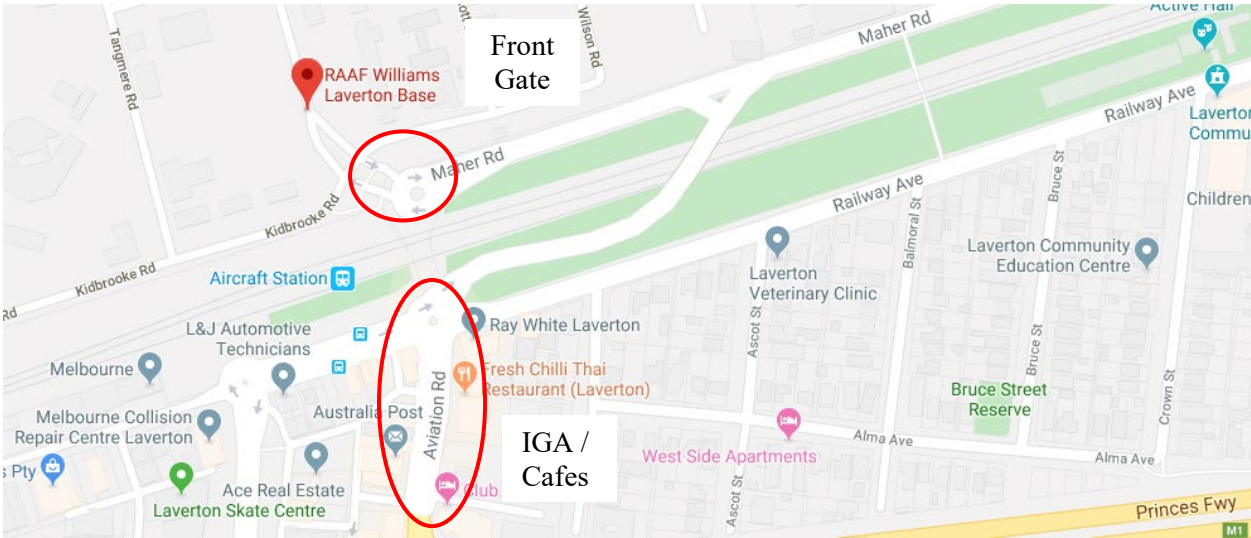 Active Hall
Tangmere Rd
Wilson Rd
Front
Gate
Maher Rd
RAAF Williams
Laverton Base
Railway Ave
Maher Rd
Bruce St
Railway Ave
Children
Kidbrooke Rd
Balmoral St
Laverton Community
Education Centre
Kidbrooke Rd
Aircraft Station
Laverton
Veterinary Clinic
Rd
L&J Automotive
Technicians
Ray White Laverton
Ascot St
Bruce St
Melbourne
Fresh Chilli Thai
Restaurant (Laverton)
Aviation Rd
Bruce Street
Reserve
Crown St
Melbourne Collision
Repair Centre Laverton
Australia Post
IGA /
Cafes
Alma Ave
West Side Apartments
Alma Ave
s Pty
Ace Real Estate
Club
Laverton Skate Centre
Ascot St
Princes Fwy
M1